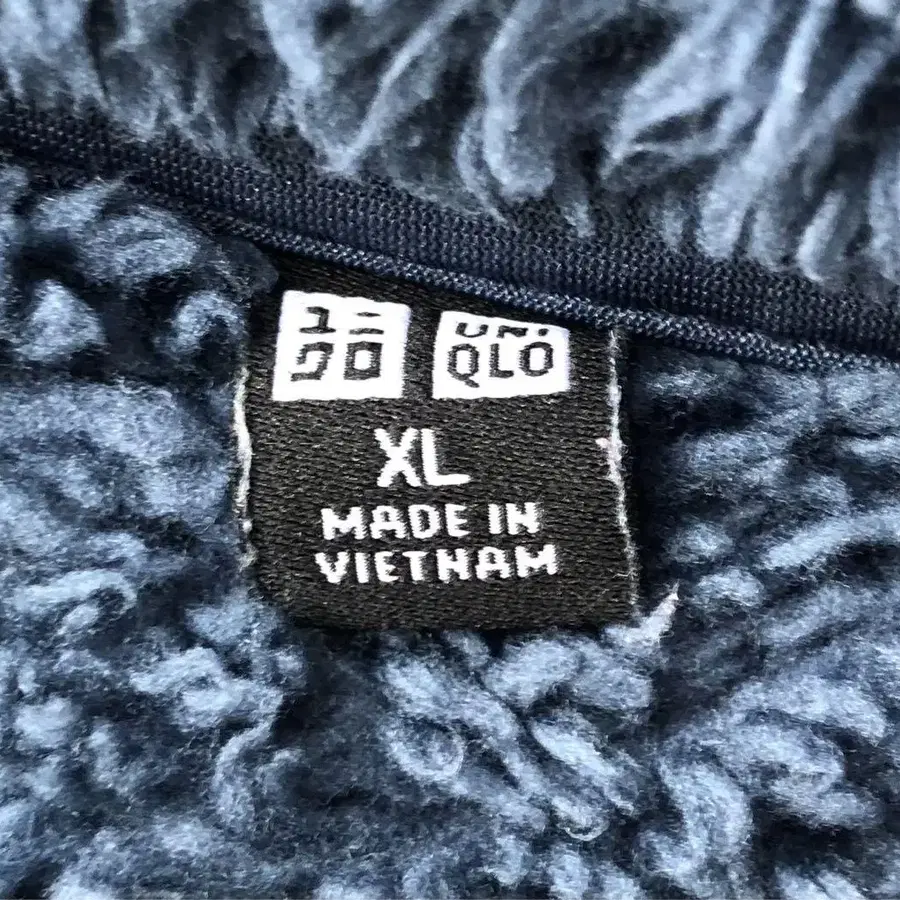 ユニ
クロ
UNI
QLO
XL
MADE IN
VIETNAM